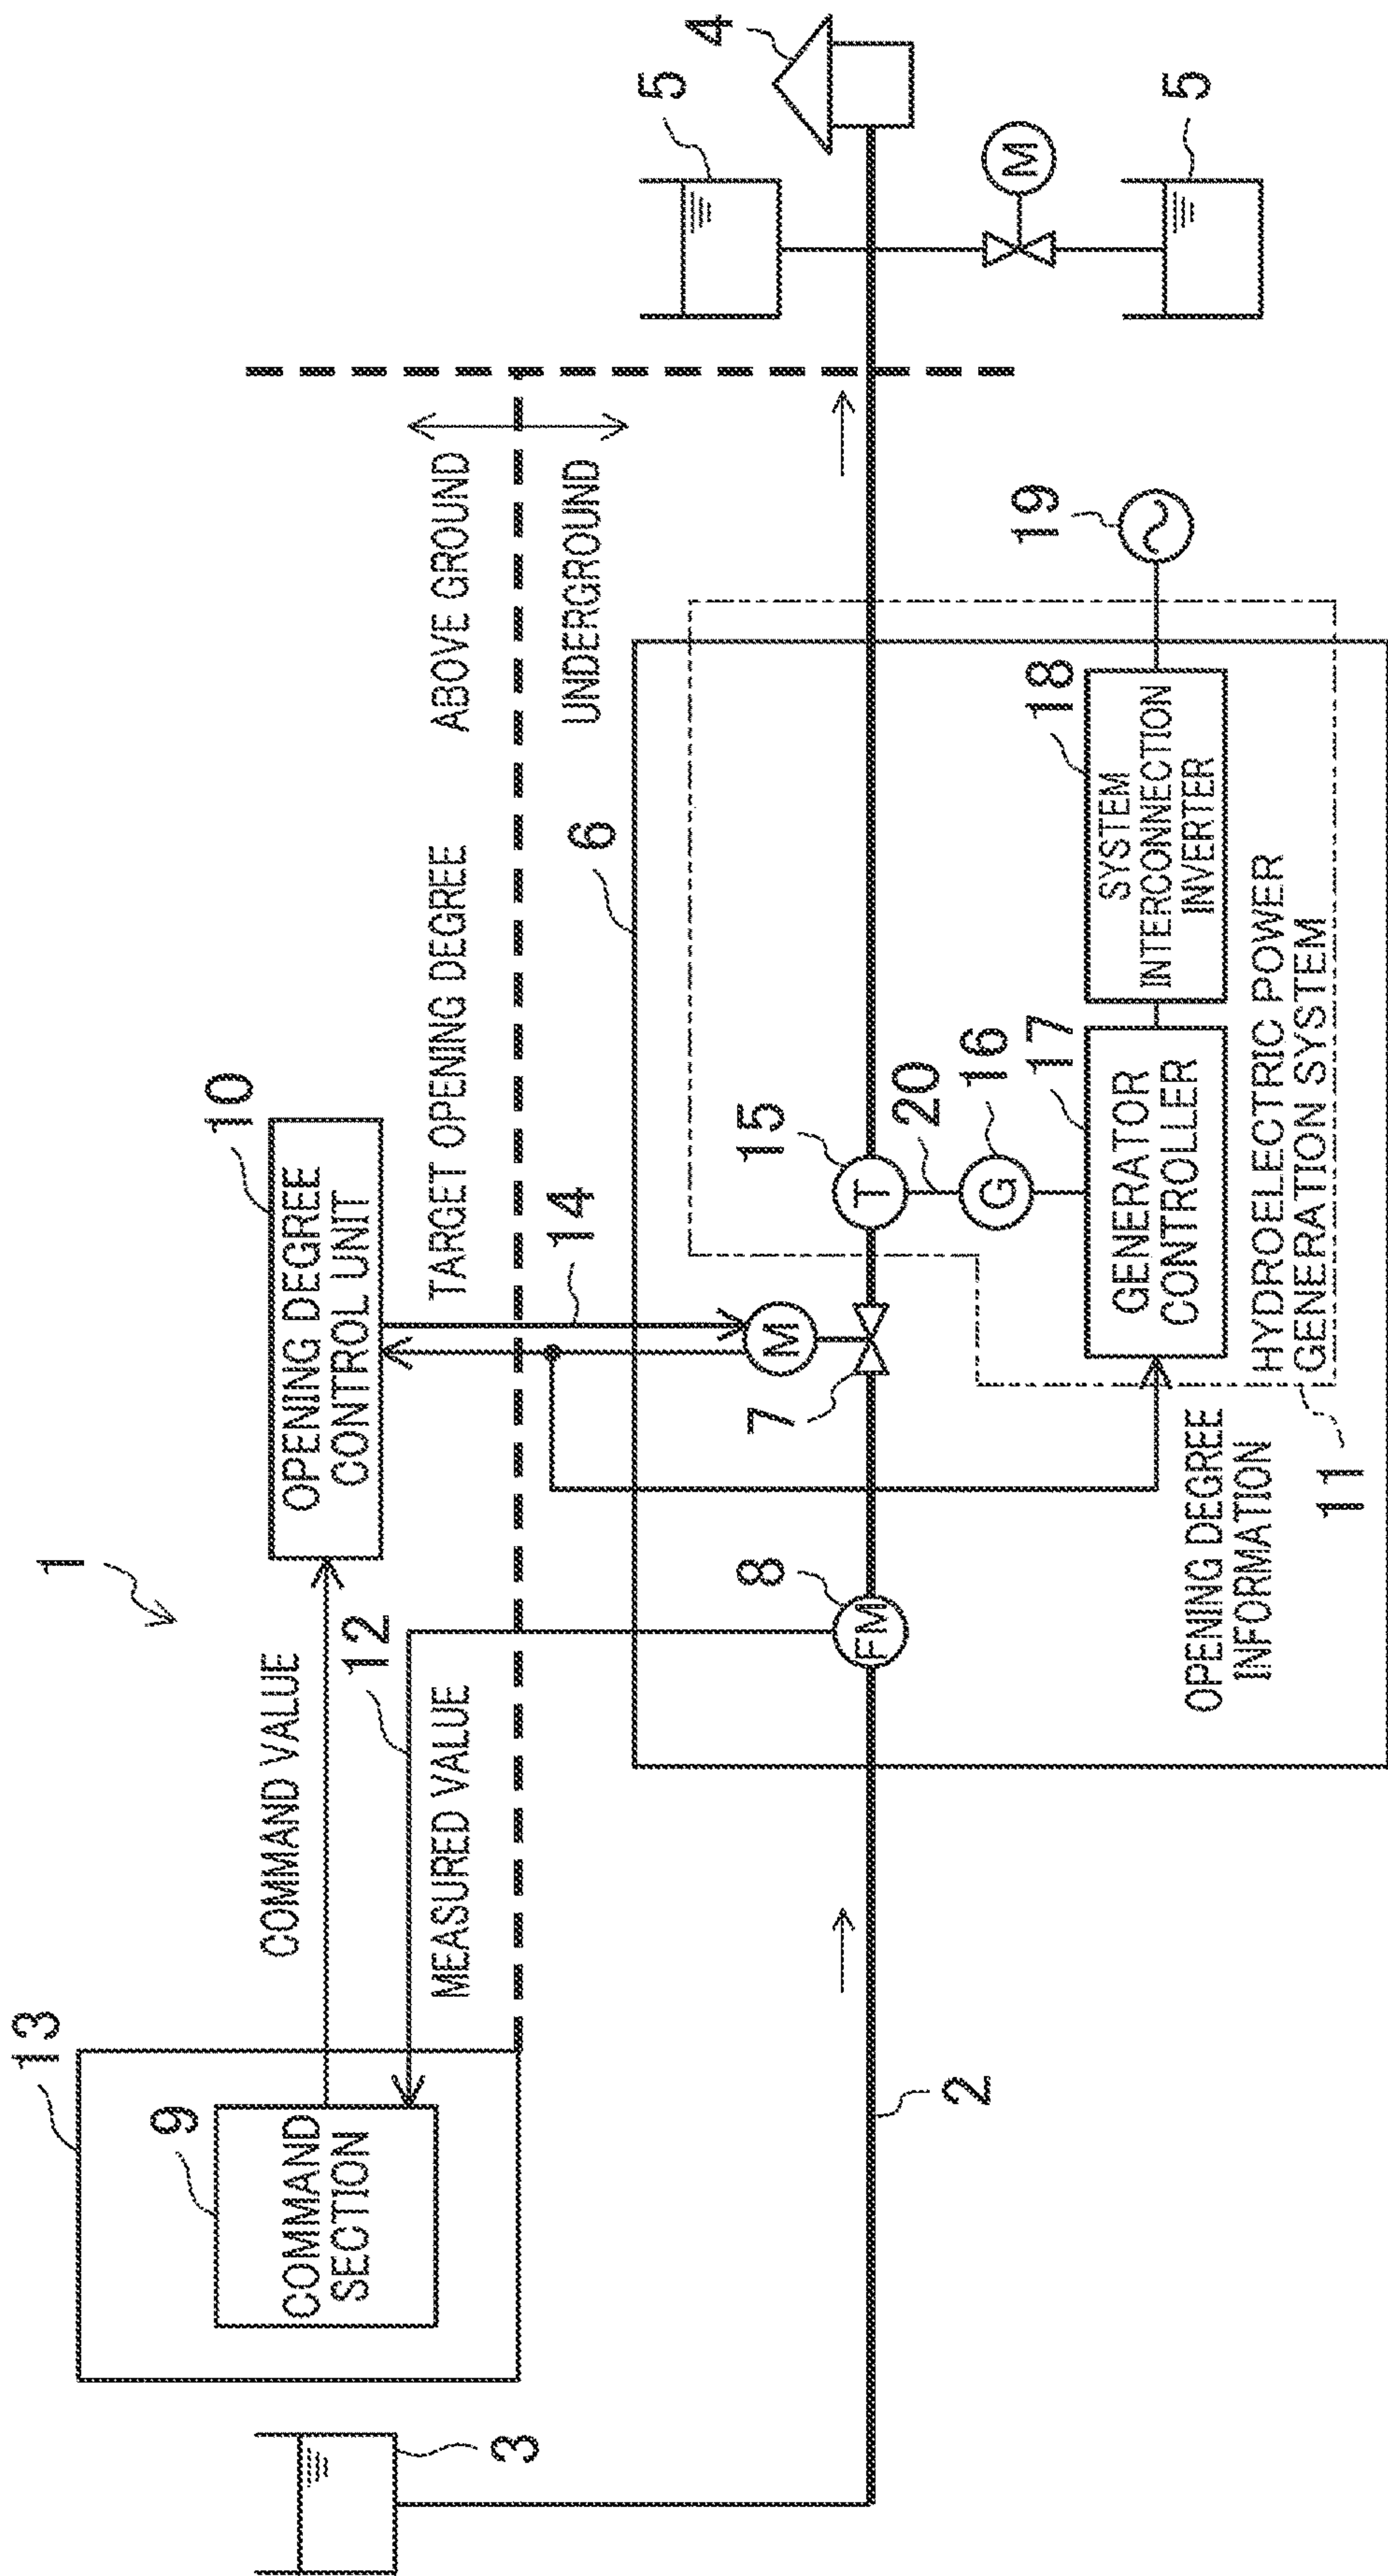 1
13
9
COMMAND
SECTION
COMMAND VALUE
10
OPENING DEGREE
CONTROL UNIT
12
MEASURED VALUE
TARGET OPENING DEGREE
14
ABOVE GROUND
UNDERGROUND
3
2
6
8
FM
7
M
15
T
20
16
G
17
GENERATOR
CONTROLLER
18
SYSTEM
INTERCONNECTION
INVERTER
19
HYDROELECTRIC POWER
GENERATION SYSTEM
11
OPENING DEGREE
INFORMATION
5
4
M
5